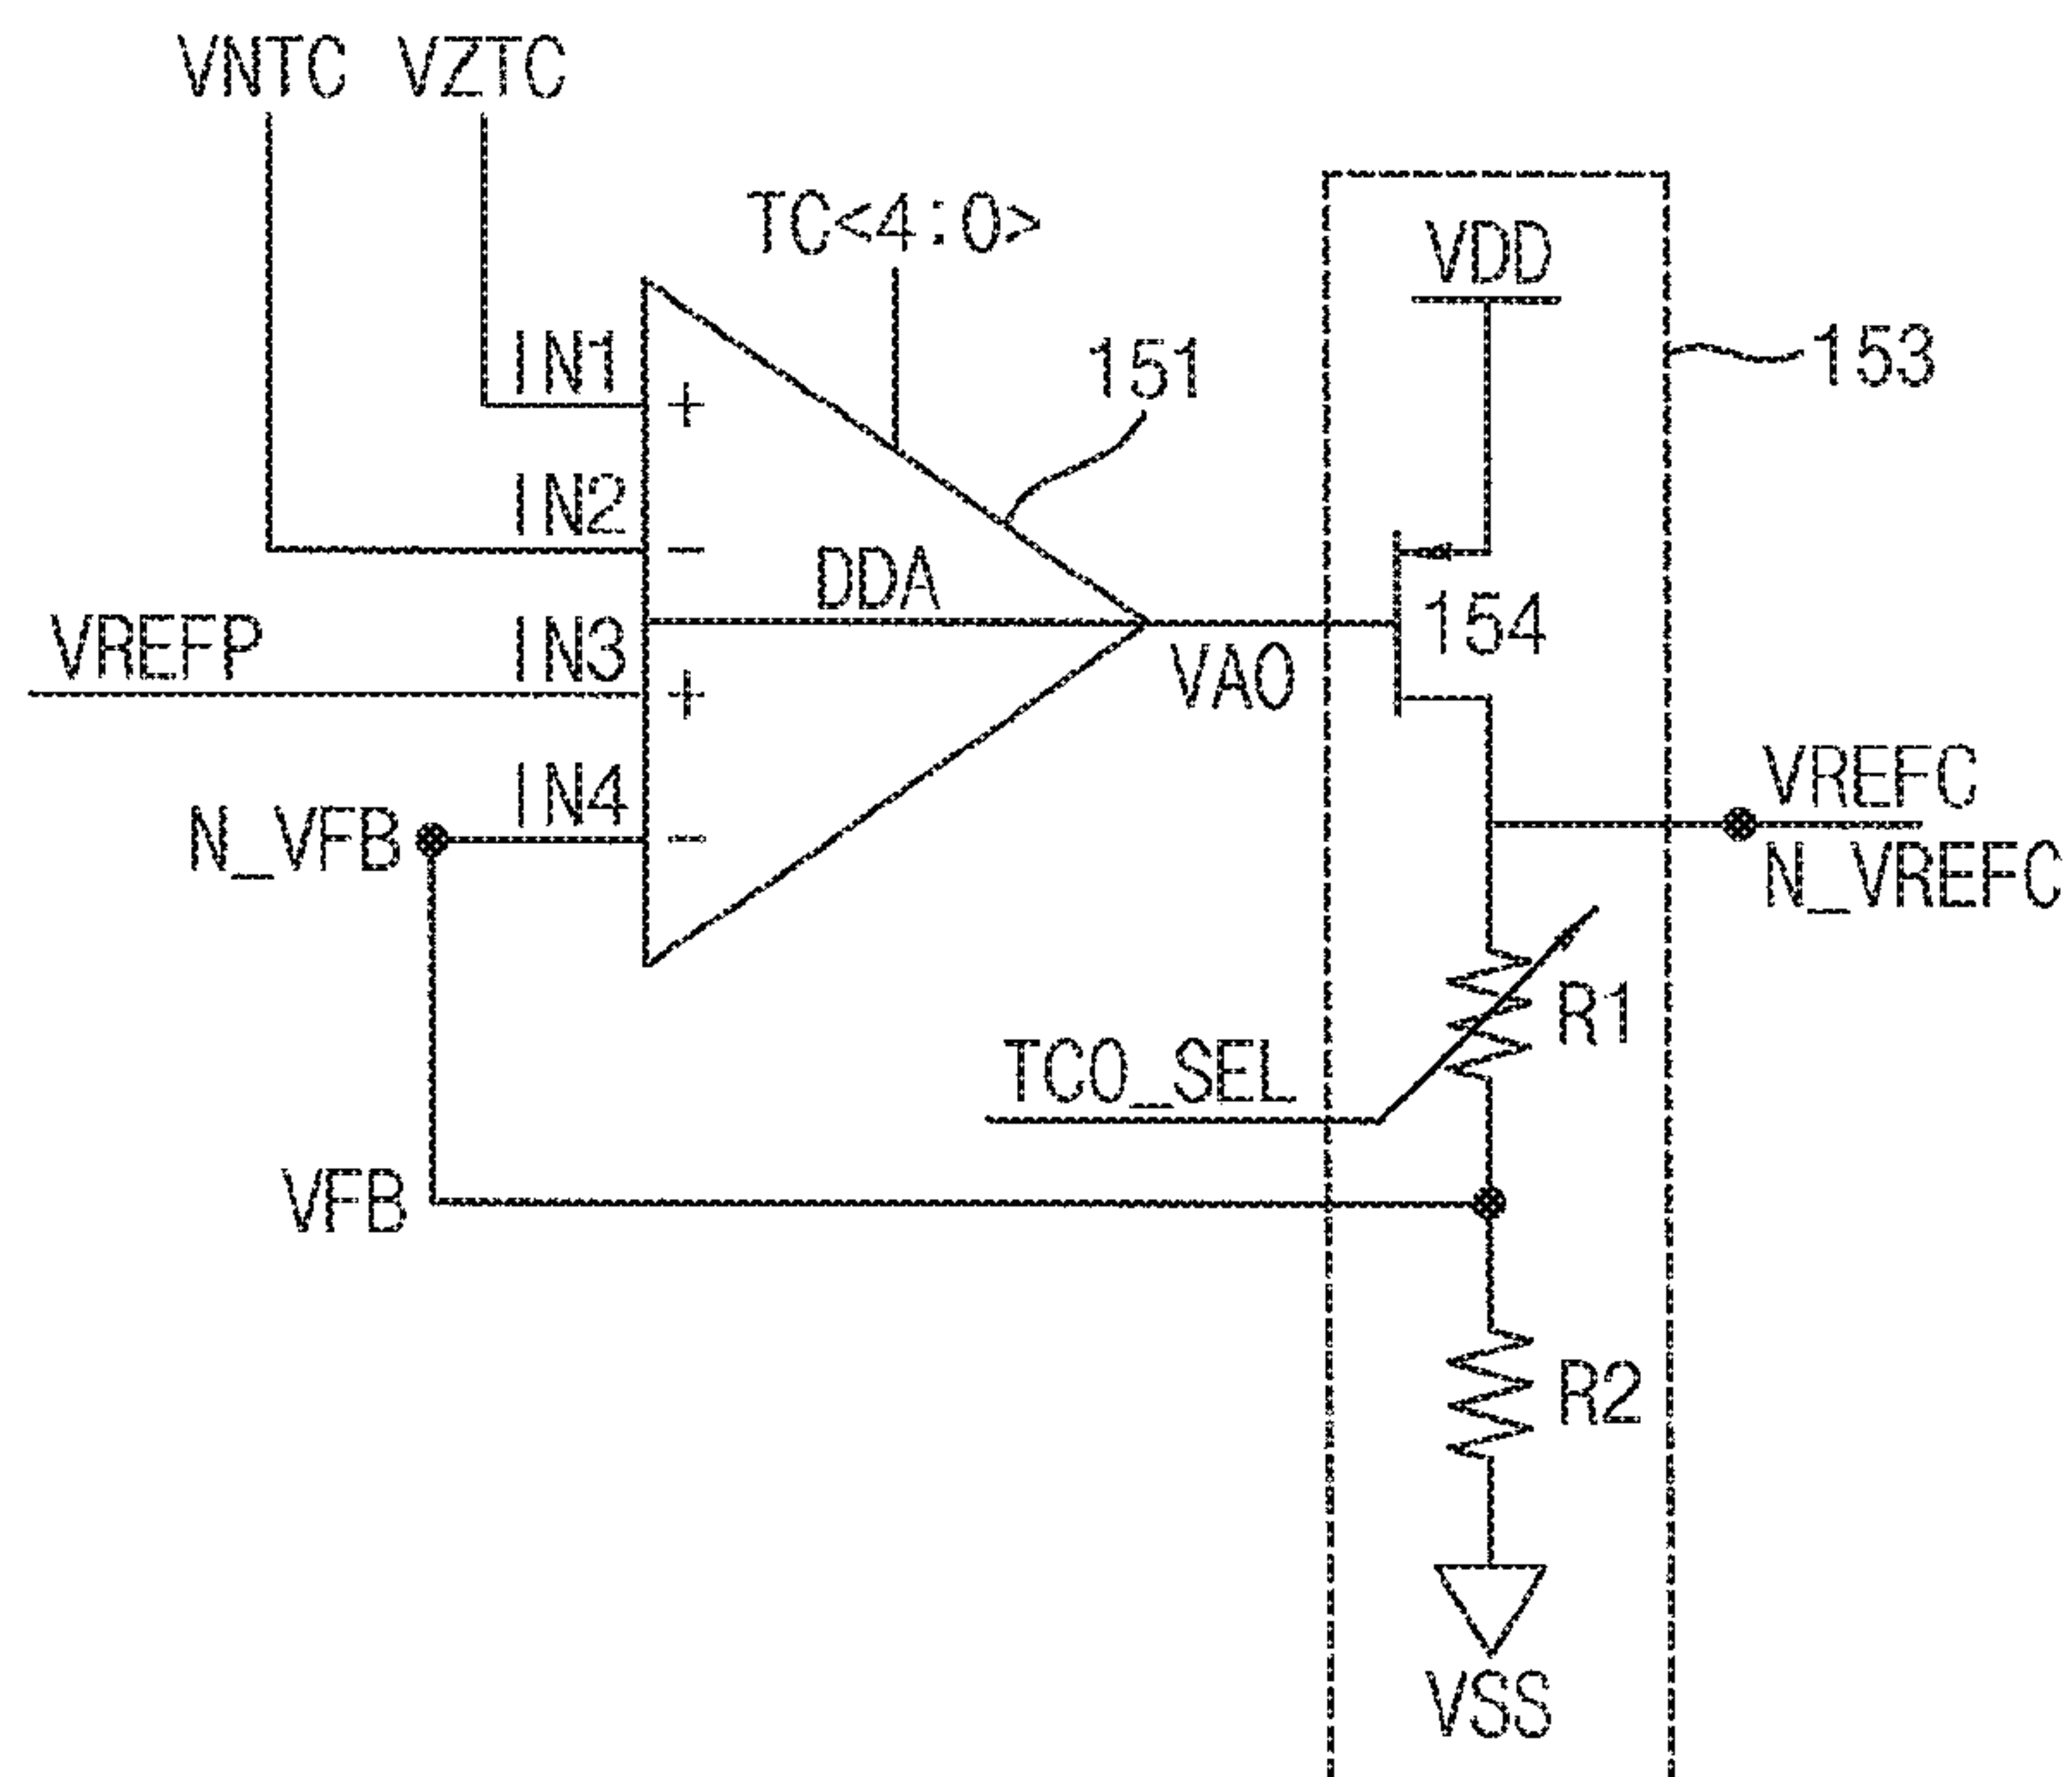 VNTC VZTC
TC<4:0>
VDD
IN1
+
151
153
IN2
-
DDA
154
VREFP
IN3
+
VAO
VREFC
N_VREFC
IN4
N_VFB
-
R1
TCO_SEL
VFB
R2
VSS